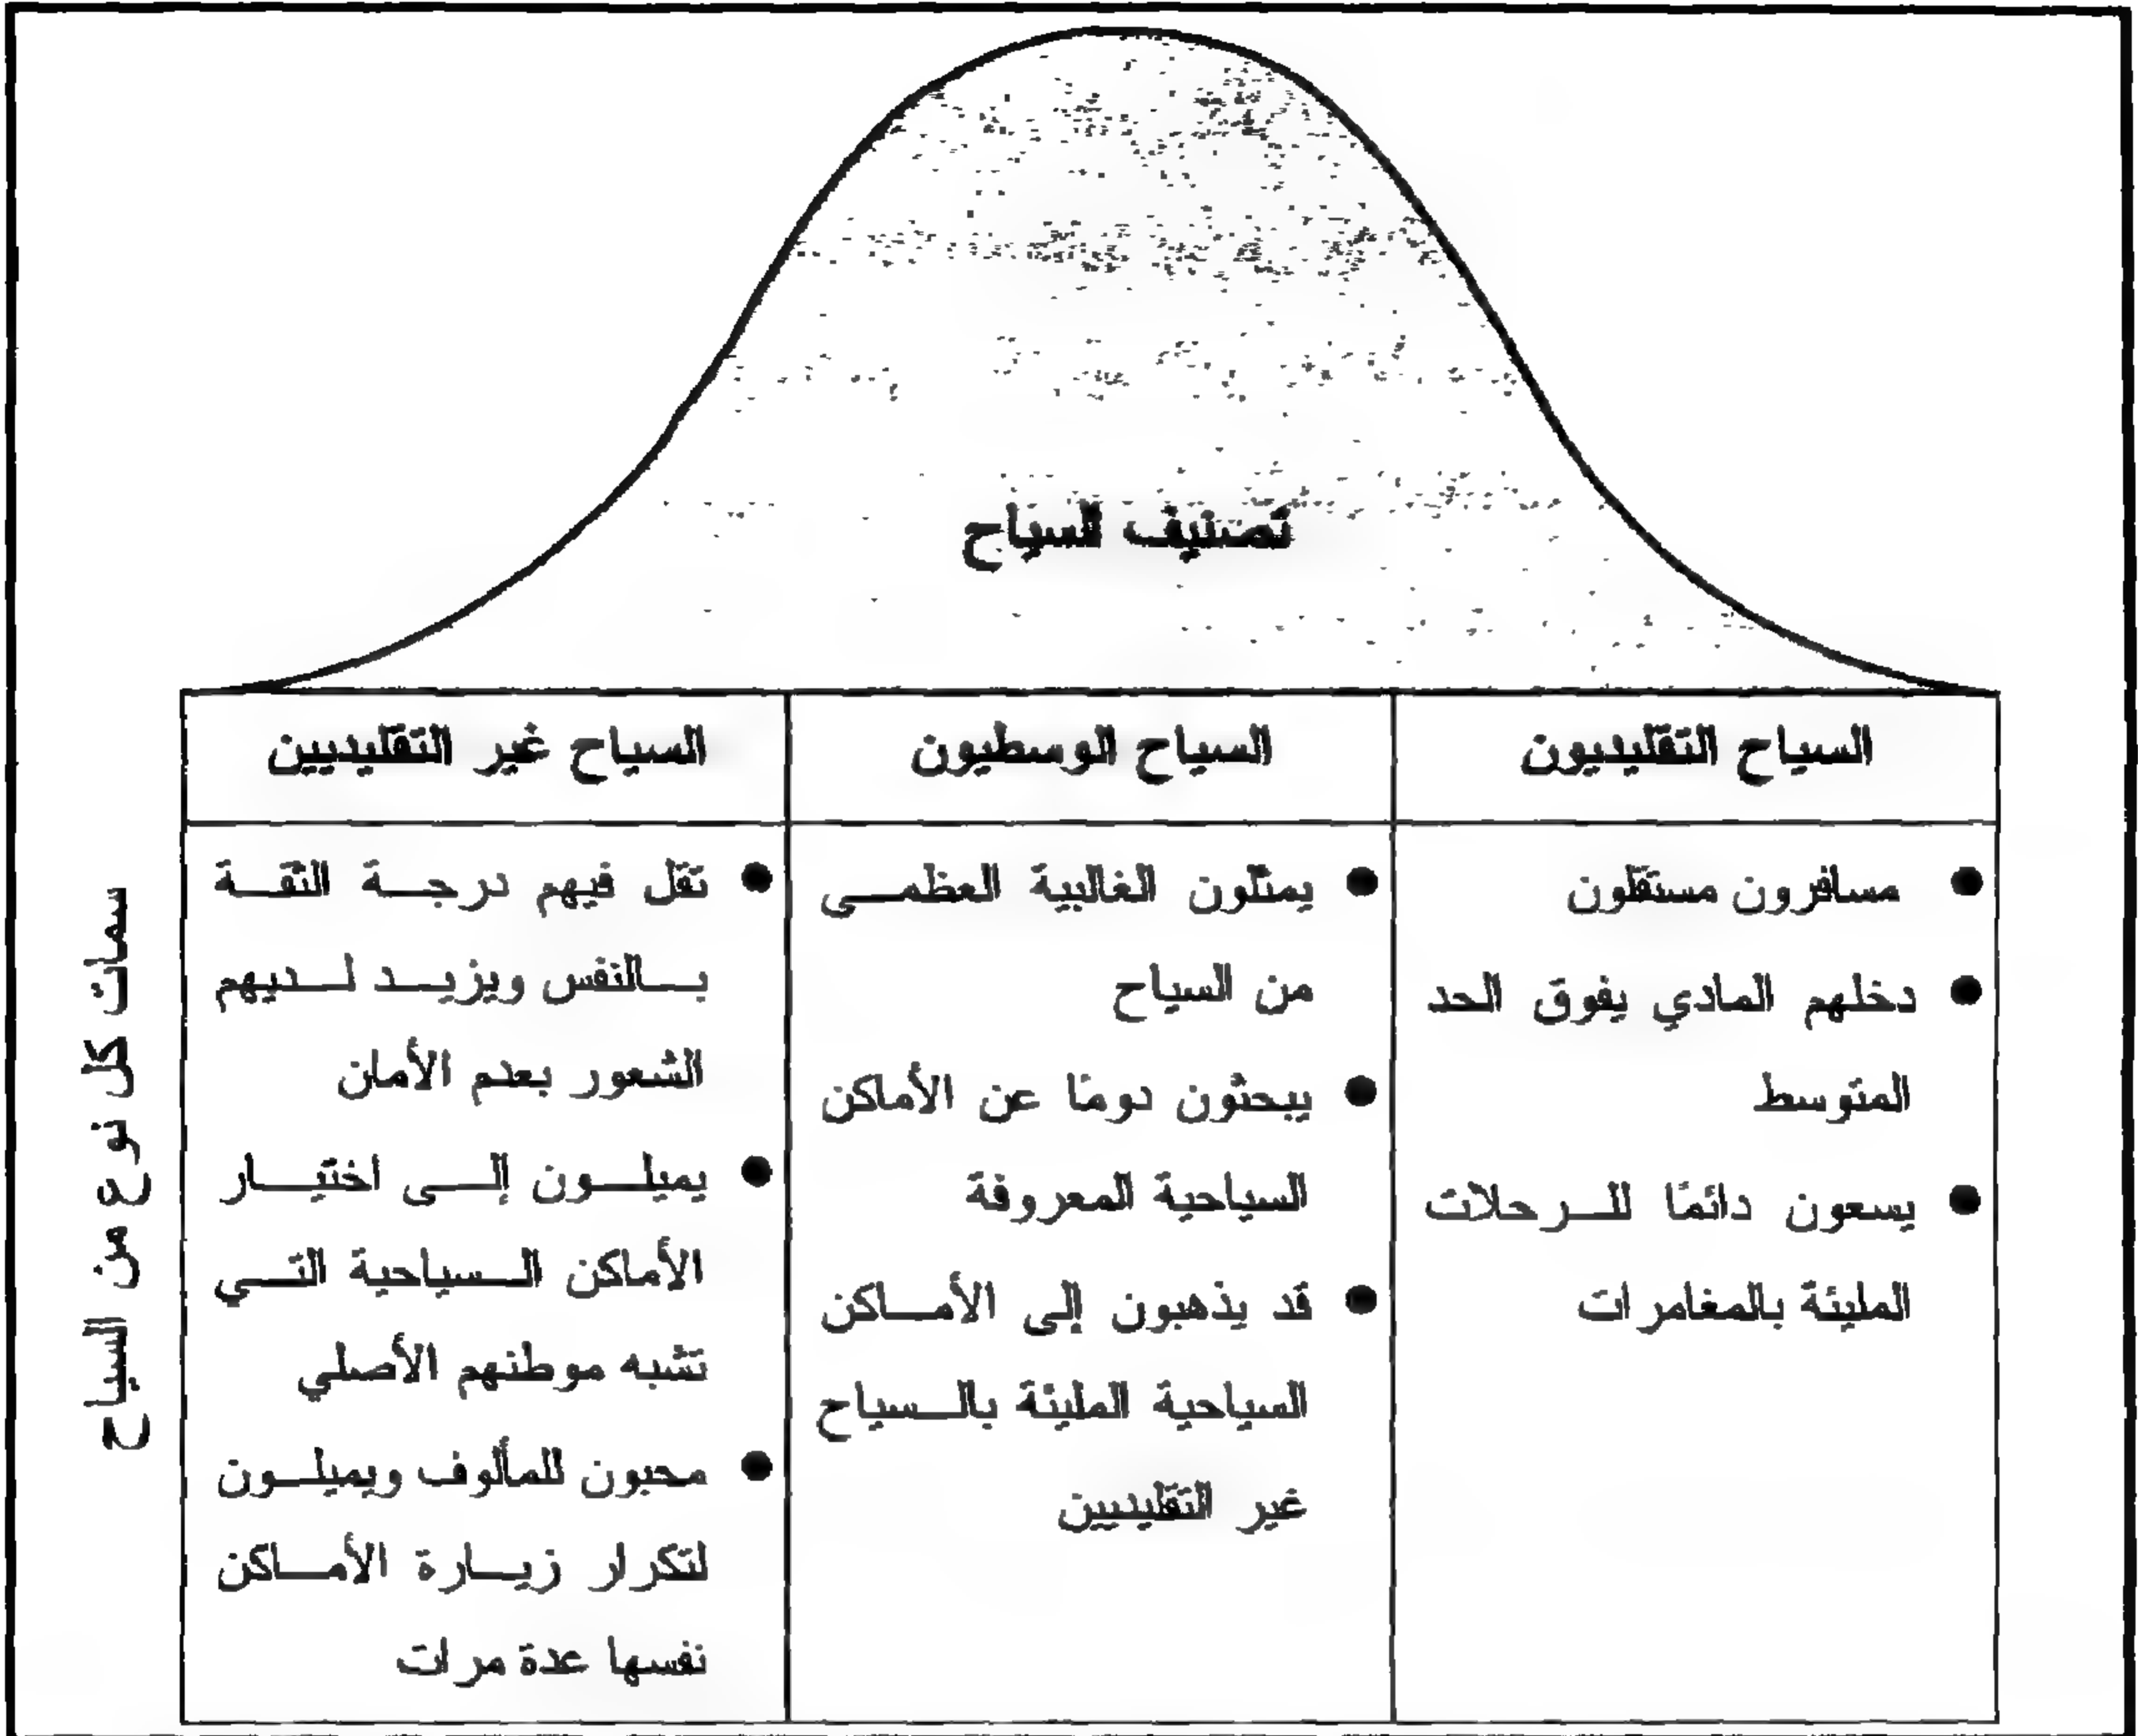 تصنيف السياح
السياح التقليديون
مسافرون مستقلون
دخلهم المادي يفوق الحد
المتوسط
يسعون دائمًا للرحلات
المليئة بالمغامرات
السياح الوسطيون
يمثلون الغالبية العظمى
من السياح
يبحثون دومًا عن الأماكن
السياحية المعروفة
قد يذهبون إلى الأماكن
السياحية المليئة بالسياح
غير التقليديين
السياح غير التقليديين
تقل فيهم درجة الثقة
بالنفس ويزيد لديهم
الشعور بعدم الأمان
يميلون إلى اختيار
الأماكن السياحية التي
تشبه موطنهم الأصلي
محبون للمألوف ويميلون
لتكرار زيارة الأماكن
نفسها عدة مرات
سمات كل نوع من السياح